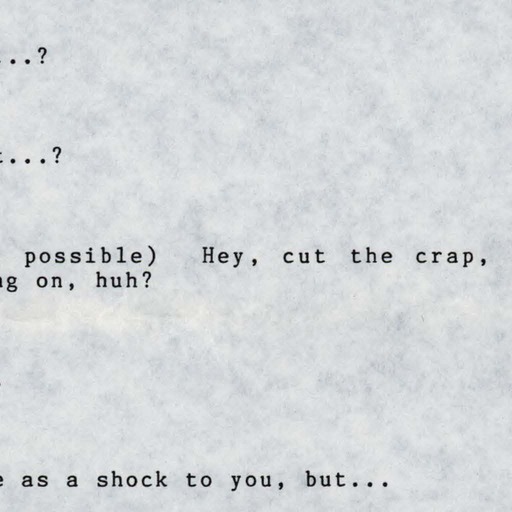 ...?
...?
possible) Hey, cut the crap,
on, huh?
as a shock to you, but...